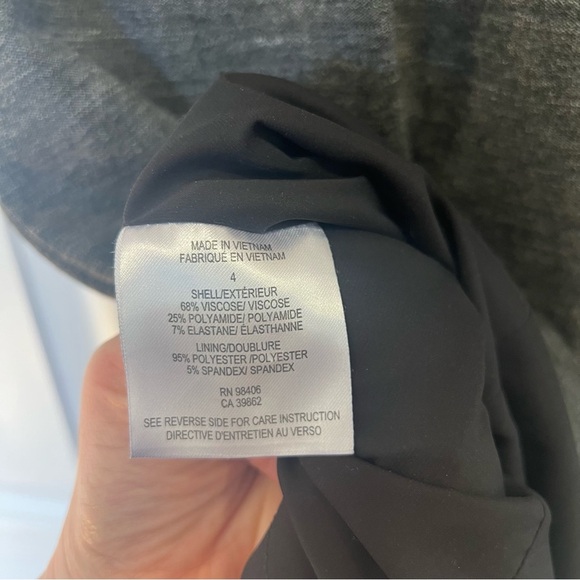 MADE IN VIETNAM
FABRIQUÉ EN VIETNAM
4
SHELL/EXTÉRIEUR
68% VISCOSE/ VISCOSE
25% POLYAMIDE/ POLYAMIDE
7% ELASTANE/ ÉLASTHANNE
LINING/DOUBLURE
95% POLYESTER /POLYESTER
5% SPANDEX/ SPANDEX
RN 98406
CA 39862
SEE REVERSE SIDE FOR CARE INSTRUCTION
DIRECTIVE D'ENTRETIEN AU VERSO